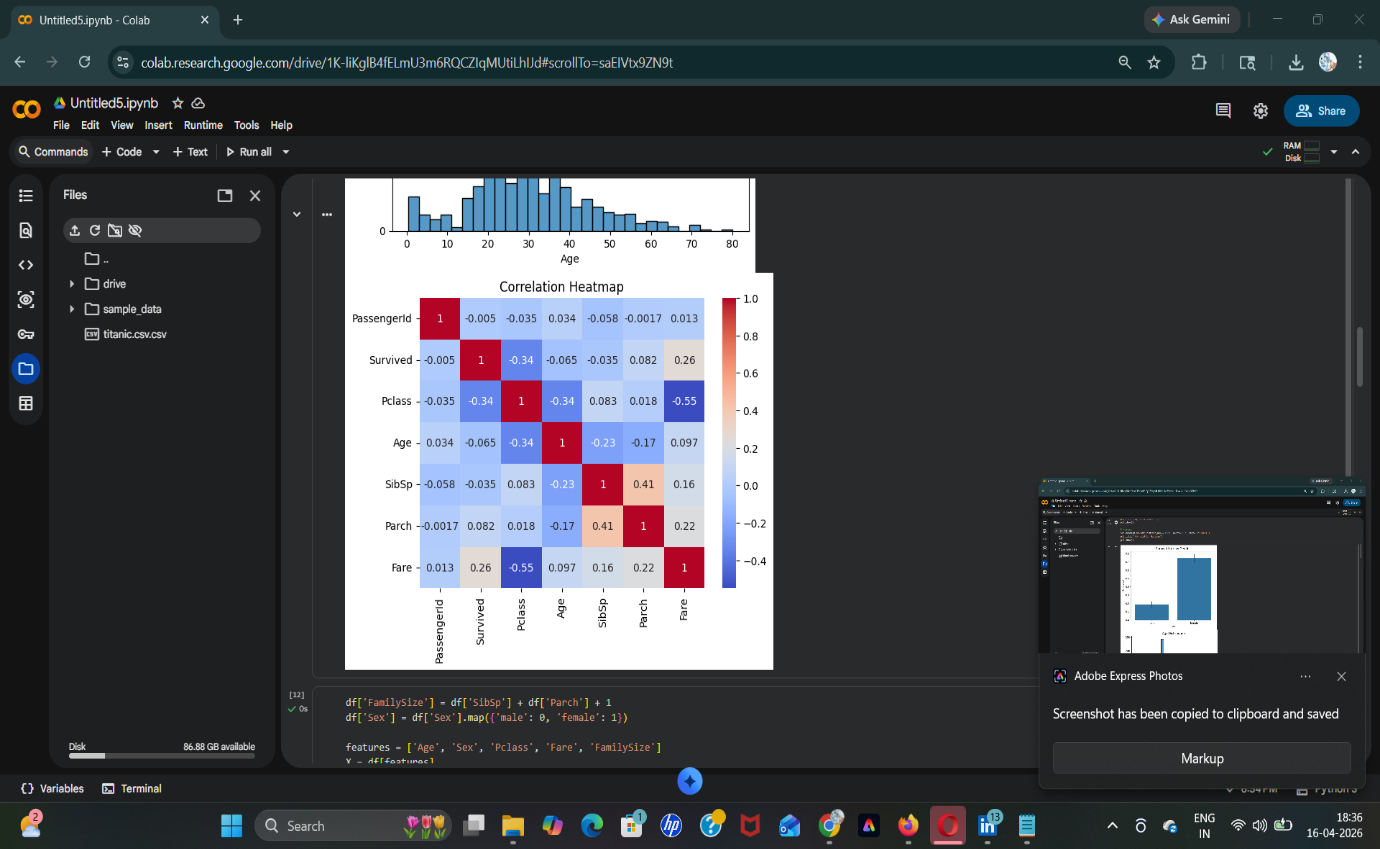 Untitled5.ipynb - Colab
Ask Gemini
colab.research.google.com/drive/1K-liKglB4fELmU3m6RQCZIqMUtiLhIJd#scrollTo=saEIVtx9ZN9t
Untitled5.ipynb
File Edit View Insert Runtime Tools Help
Share
Commands + Code + Text Run all
RAM
Disk
Files
..
drive
sample_data
CSV titanic.csv.csv
Disk 86.88 GB available
0
0 10 20 30 40 50 60 70 80
Age
Correlation Heatmap
PassengerId 1 -0.005 -0.035 0.034 -0.058 -0.0017 0.013
Survived -0.005 1 -0.34 -0.065 -0.035 0.082 0.26
Pclass -0.035 -0.34 1 -0.34 0.083 0.018 -0.55
Age 0.034 -0.065 -0.34 1 -0.23 -0.17 0.097
SibSp -0.058 -0.035 0.083 -0.23 1 0.41 0.16
Parch -0.0017 0.082 0.018 -0.17 0.41 1 0.22
Fare 0.013 0.26 -0.55 0.097 0.16 0.22 1
PassengerId Survived Pclass Age SibSp Parch Fare
1.0
0.8
0.6
0.4
0.2
0.0
−0.2
−0.4
[12]
0s
df['FamilySize'] = df['SibSp'] + df['Parch'] + 1
df['Sex'] = df['Sex'].map({'male': 0, 'female': 1})
features = ['Age', 'Sex', 'Pclass', 'Fare', 'FamilySize']
X = df[features]
Adobe Express Photos
Screenshot has been copied to clipboard and saved
Markup
Variables Terminal
Python 3
2
Search
1
13
ENG
IN
18:36
16-04-2026